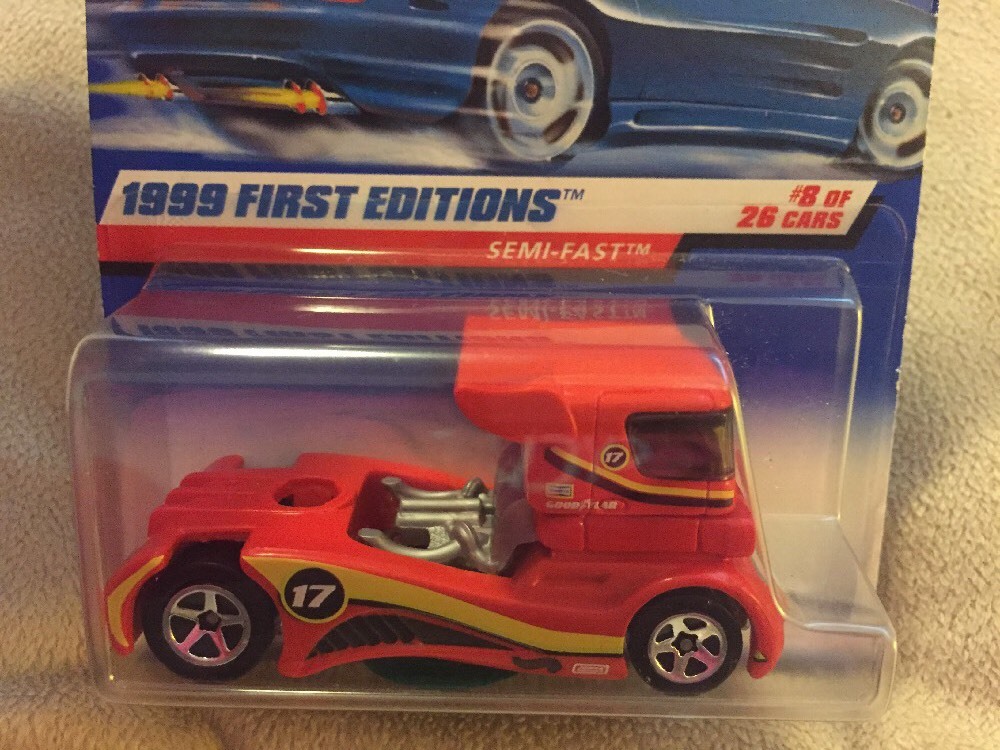 1999 FIRST EDITIONS™
#8 OF
26 CARS
SEMI-FAST™
17
GOODYEAR
17